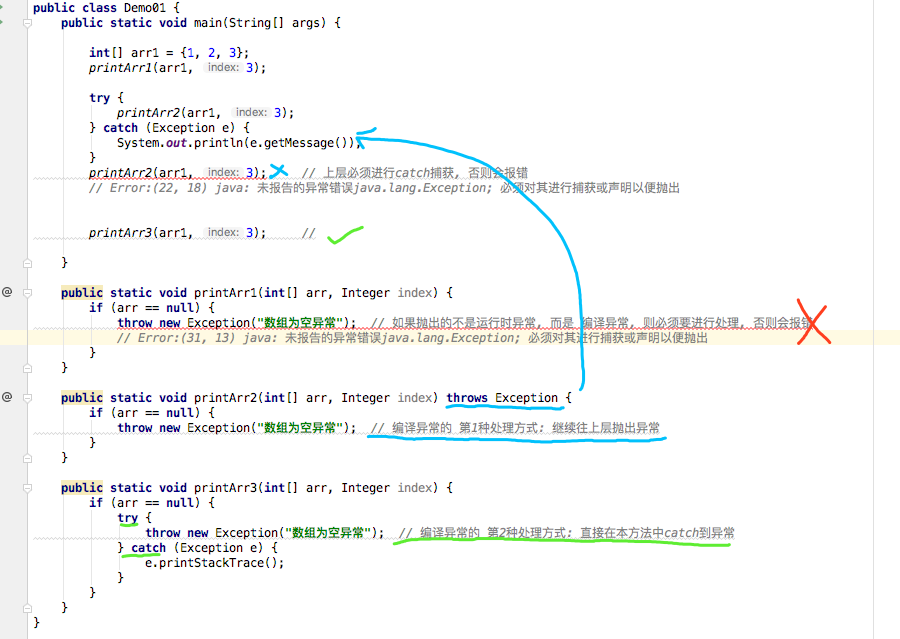 public class Demo01 {
public static void main(String[] args) {
int[] arr1 = {1, 2, 3};
printArr1(arr1, index: 3);
try {
printArr2(arr1, index: 3);
} catch (Exception e) {
System.out.println(e.getMessage());
}
printArr2(arr1, index: 3); // 上层必须进行catch捕获, 否则会报错
// Error:(22, 18) java: 未报告的异常错误java.lang.Exception; 必须对其进行捕获或声明以便抛出
printArr3(arr1, index: 3); //
}
@ public static void printArr1(int[] arr, Integer index) {
if (arr == null) {
throw new Exception("数组为空异常"); // 如果抛出的不是运行时异常, 而是 编译异常, 则必须要进行处理, 否则会报错
// Error:(31, 13) java: 未报告的异常错误java.lang.Exception; 必须对其进行捕获或声明以便抛出
}
}
@ public static void printArr2(int[] arr, Integer index) throws Exception {
if (arr == null) {
throw new Exception("数组为空异常"); // 编译异常的 第1种处理方式: 继续往上层抛出异常
}
}
public static void printArr3(int[] arr, Integer index) {
if (arr == null) {
try {
throw new Exception("数组为空异常"); // 编译异常的 第2种处理方式: 直接在本方法中catch到异常
} catch (Exception e) {
e.printStackTrace();
}
}
}
}